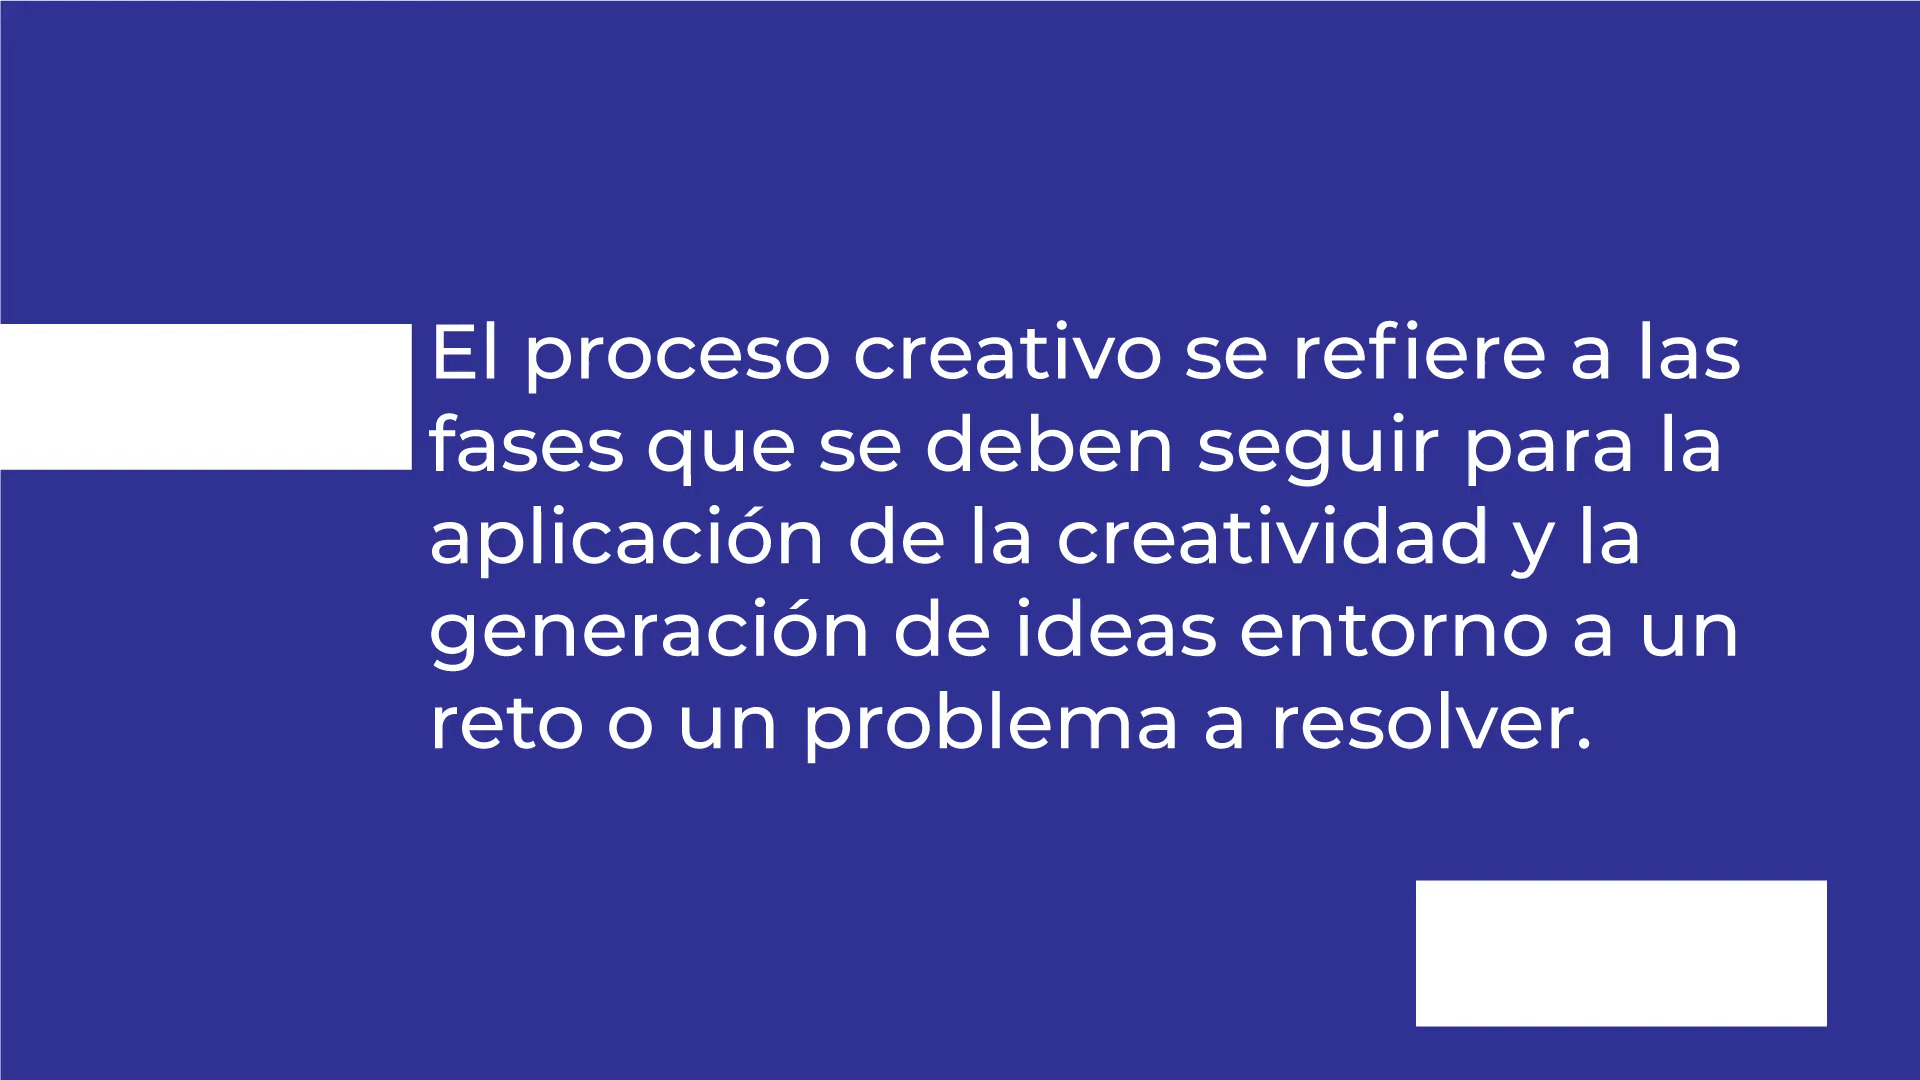 El proceso creativo se refiere a las
fases que se deben seguir para la
aplicación de la creatividad y la
generación de ideas entorno a un
reto o un problema a resolver.